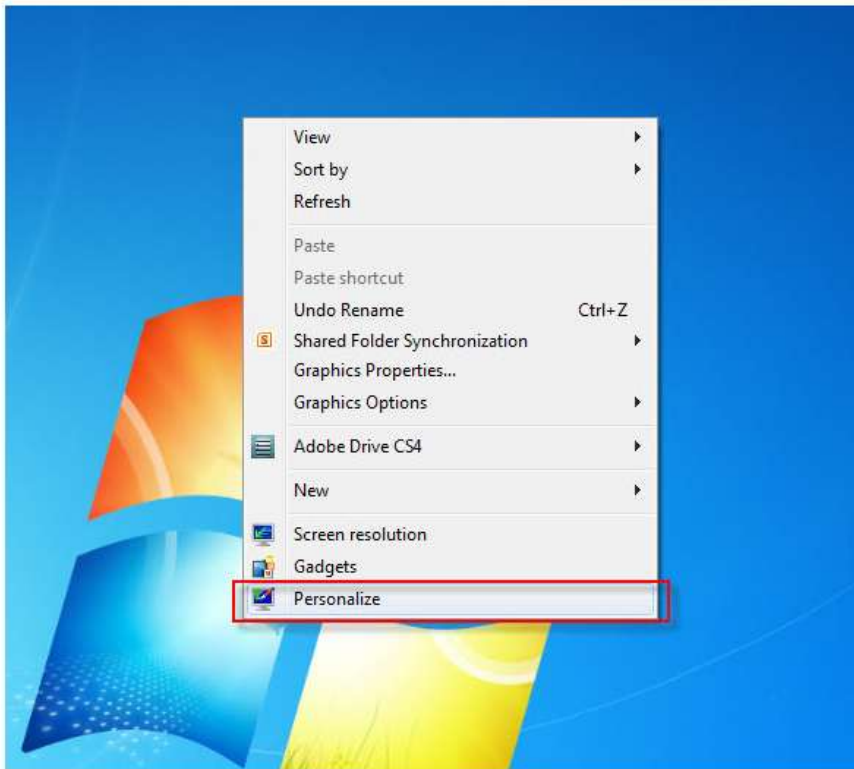 View
Sort by
Refresh
Paste
Paste shortcut
Undo Rename Ctrl+Z
S Shared Folder Synchronization
Graphics Properties...
Graphics Options
Adobe Drive CS4
New
Screen resolution
Gadgets
Personalize